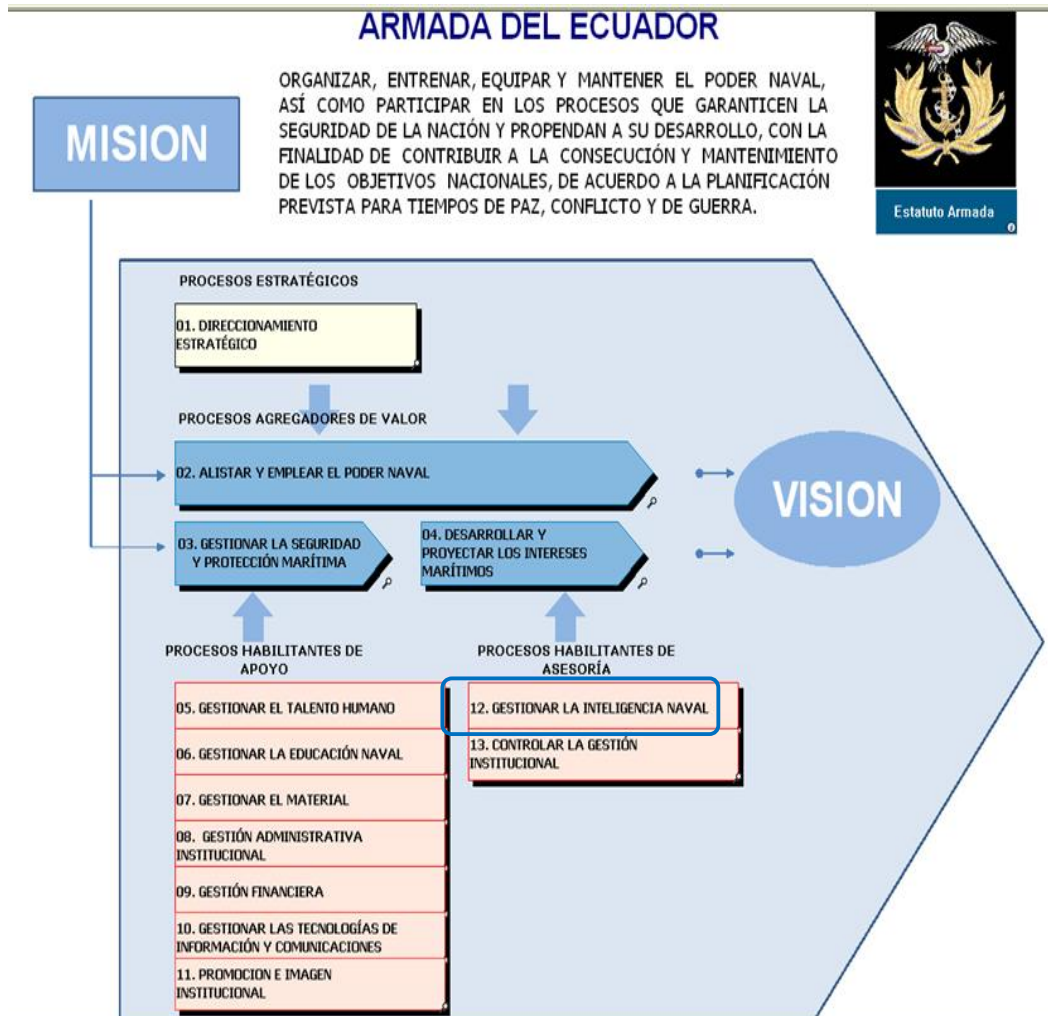 ARMADA DEL ECUADOR
MISION
ORGANIZAR, ENTRENAR, EQUIPAR Y MANTENER EL PODER NAVAL,
ASÍ COMO PARTICIPAR EN LOS PROCESOS QUE GARANTICEN LA
SEGURIDAD DE LA NACIÓN Y PROPENDAN A SU DESARROLLO, CON LA
FINALIDAD DE CONTRIBUIR A LA CONSECUCIÓN Y MANTENIMIENTO
DE LOS OBJETIVOS NACIONALES, DE ACUERDO A LA PLANIFICACIÓN
PREVISTA PARA TIEMPOS DE PAZ, CONFLICTO Y DE GUERRA.
Estatuto Armada
PROCESOS ESTRATÉGICOS
01. DIRECCIONAMIENTO
ESTRATÉGICO
PROCESOS AGREGADORES DE VALOR
02. ALISTAR Y EMPLEAR EL PODER NAVAL
03. GESTIONAR LA SEGURIDAD
Y PROTECCIÓN MARÍTIMA
04. DESARROLLAR Y
PROYECTAR LOS INTERESES
MARÍTIMOS
VISION
PROCESOS HABILITANTES DE
APOYO
05. GESTIONAR EL TALENTO HUMANO
06. GESTIONAR LA EDUCACIÓN NAVAL
07. GESTIONAR EL MATERIAL
08. GESTIÓN ADMINISTRATIVA
INSTITUCIONAL
09. GESTIÓN FINANCIERA
10. GESTIONAR LAS TECNOLOGÍAS DE
INFORMACIÓN Y COMUNICACIONES
11. PROMOCION E IMAGEN
INSTITUCIONAL
PROCESOS HABILITANTES DE
ASESORÍA
12. GESTIONAR LA INTELIGENCIA NAVAL
13. CONTROLAR LA GESTIÓN
INSTITUCIONAL